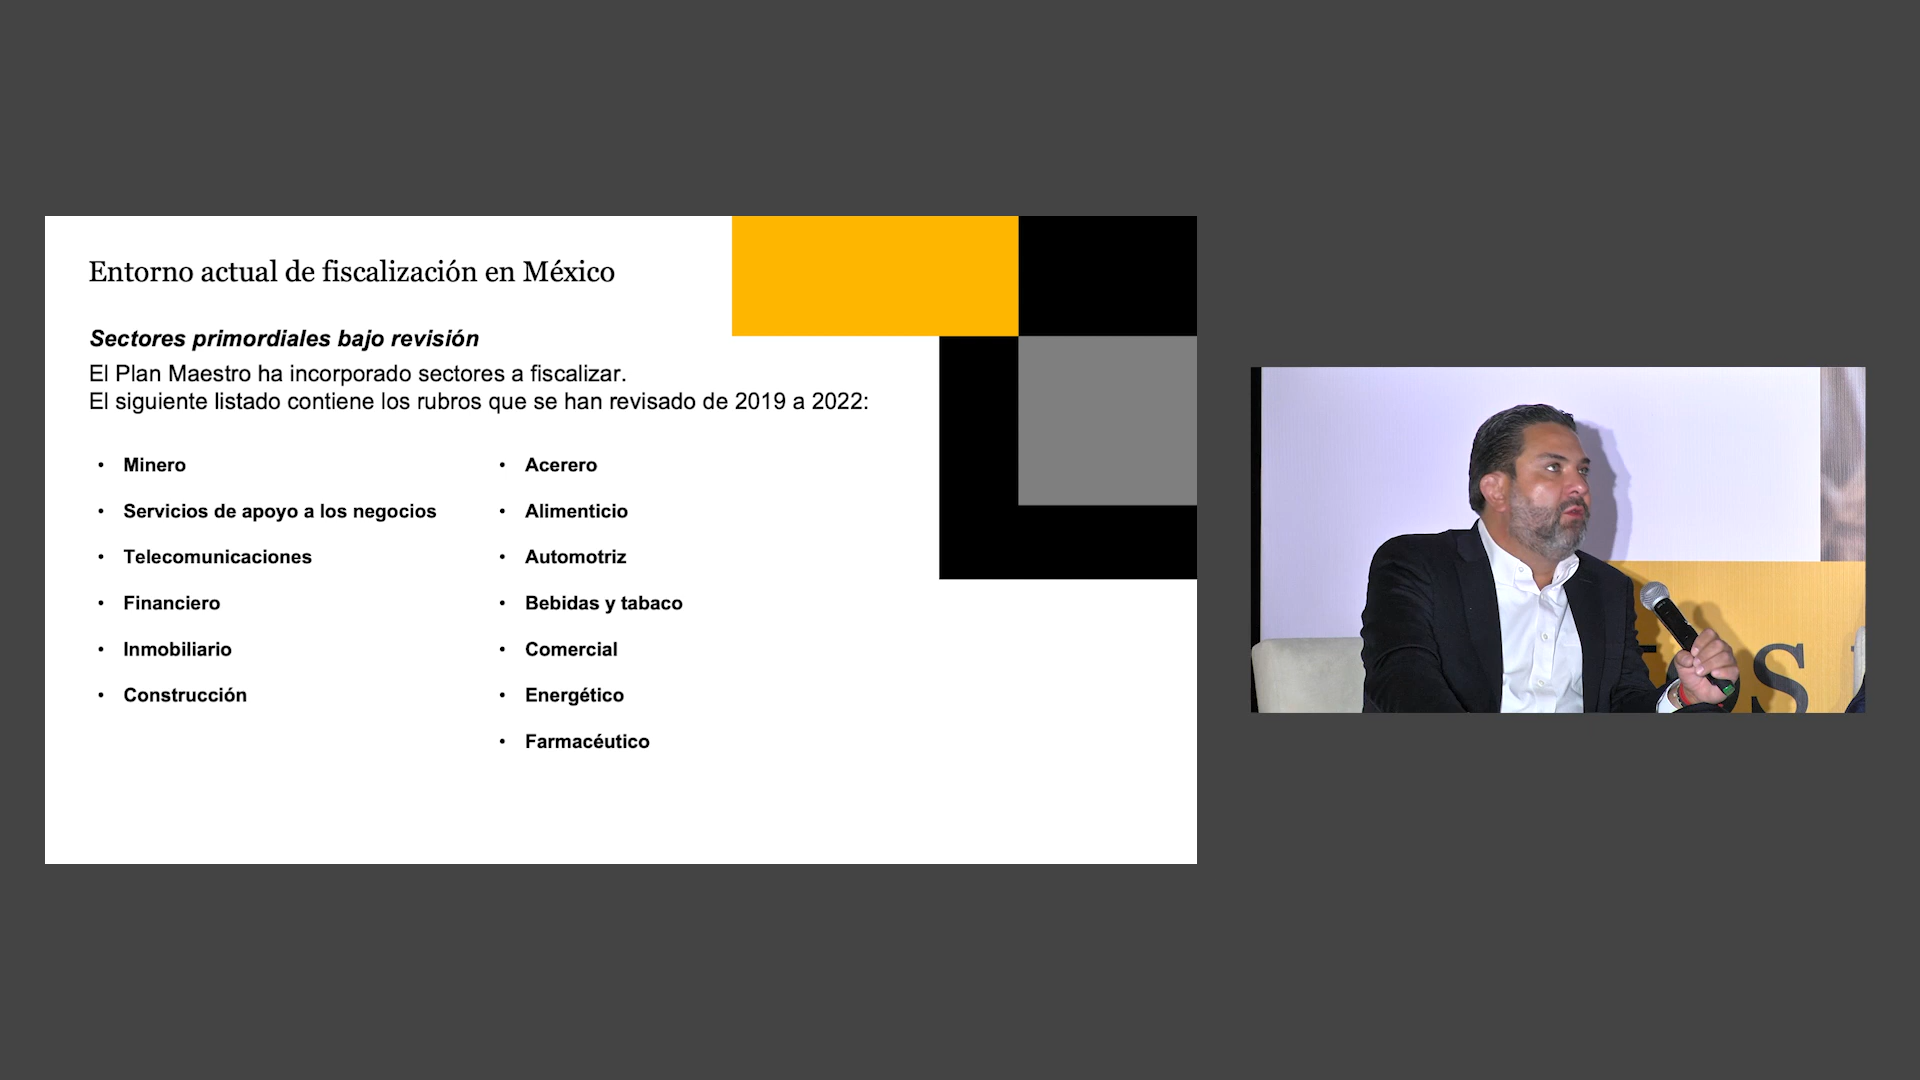 Entorno actual de fiscalización en México
Sectores primordiales bajo revisión
El Plan Maestro ha incorporado sectores a fiscalizar.
El siguiente listado contiene los rubros que se han revisado de 2019 a 2022:
• Minero
• Servicios de apoyo a los negocios
• Telecomunicaciones
• Financiero
• Inmobiliario
• Construcción
• Acerero
• Alimenticio
• Automotriz
• Bebidas y tabaco
• Comercial
• Energético
• Farmacéutico